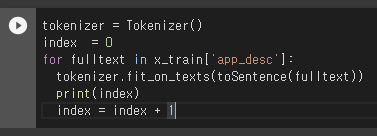 tokenizer = Tokenizer()
index  = 0
for fulltext in x_train['app_desc']:
  tokenizer.fit_on_texts(toSentence(fulltext))
  print(index)
  index = index + 1